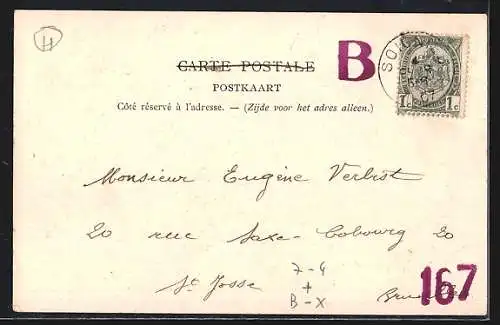 H
CARTE POSTALE
B
POSTKAART
Côté réservé à l'adresse. — (Zijde voor het adres alleen.)
1c 1c
Monsieur Eugène Verbist
20 rue Saxe-Cobourg 20
St Josse
7-4
+
B-X
167